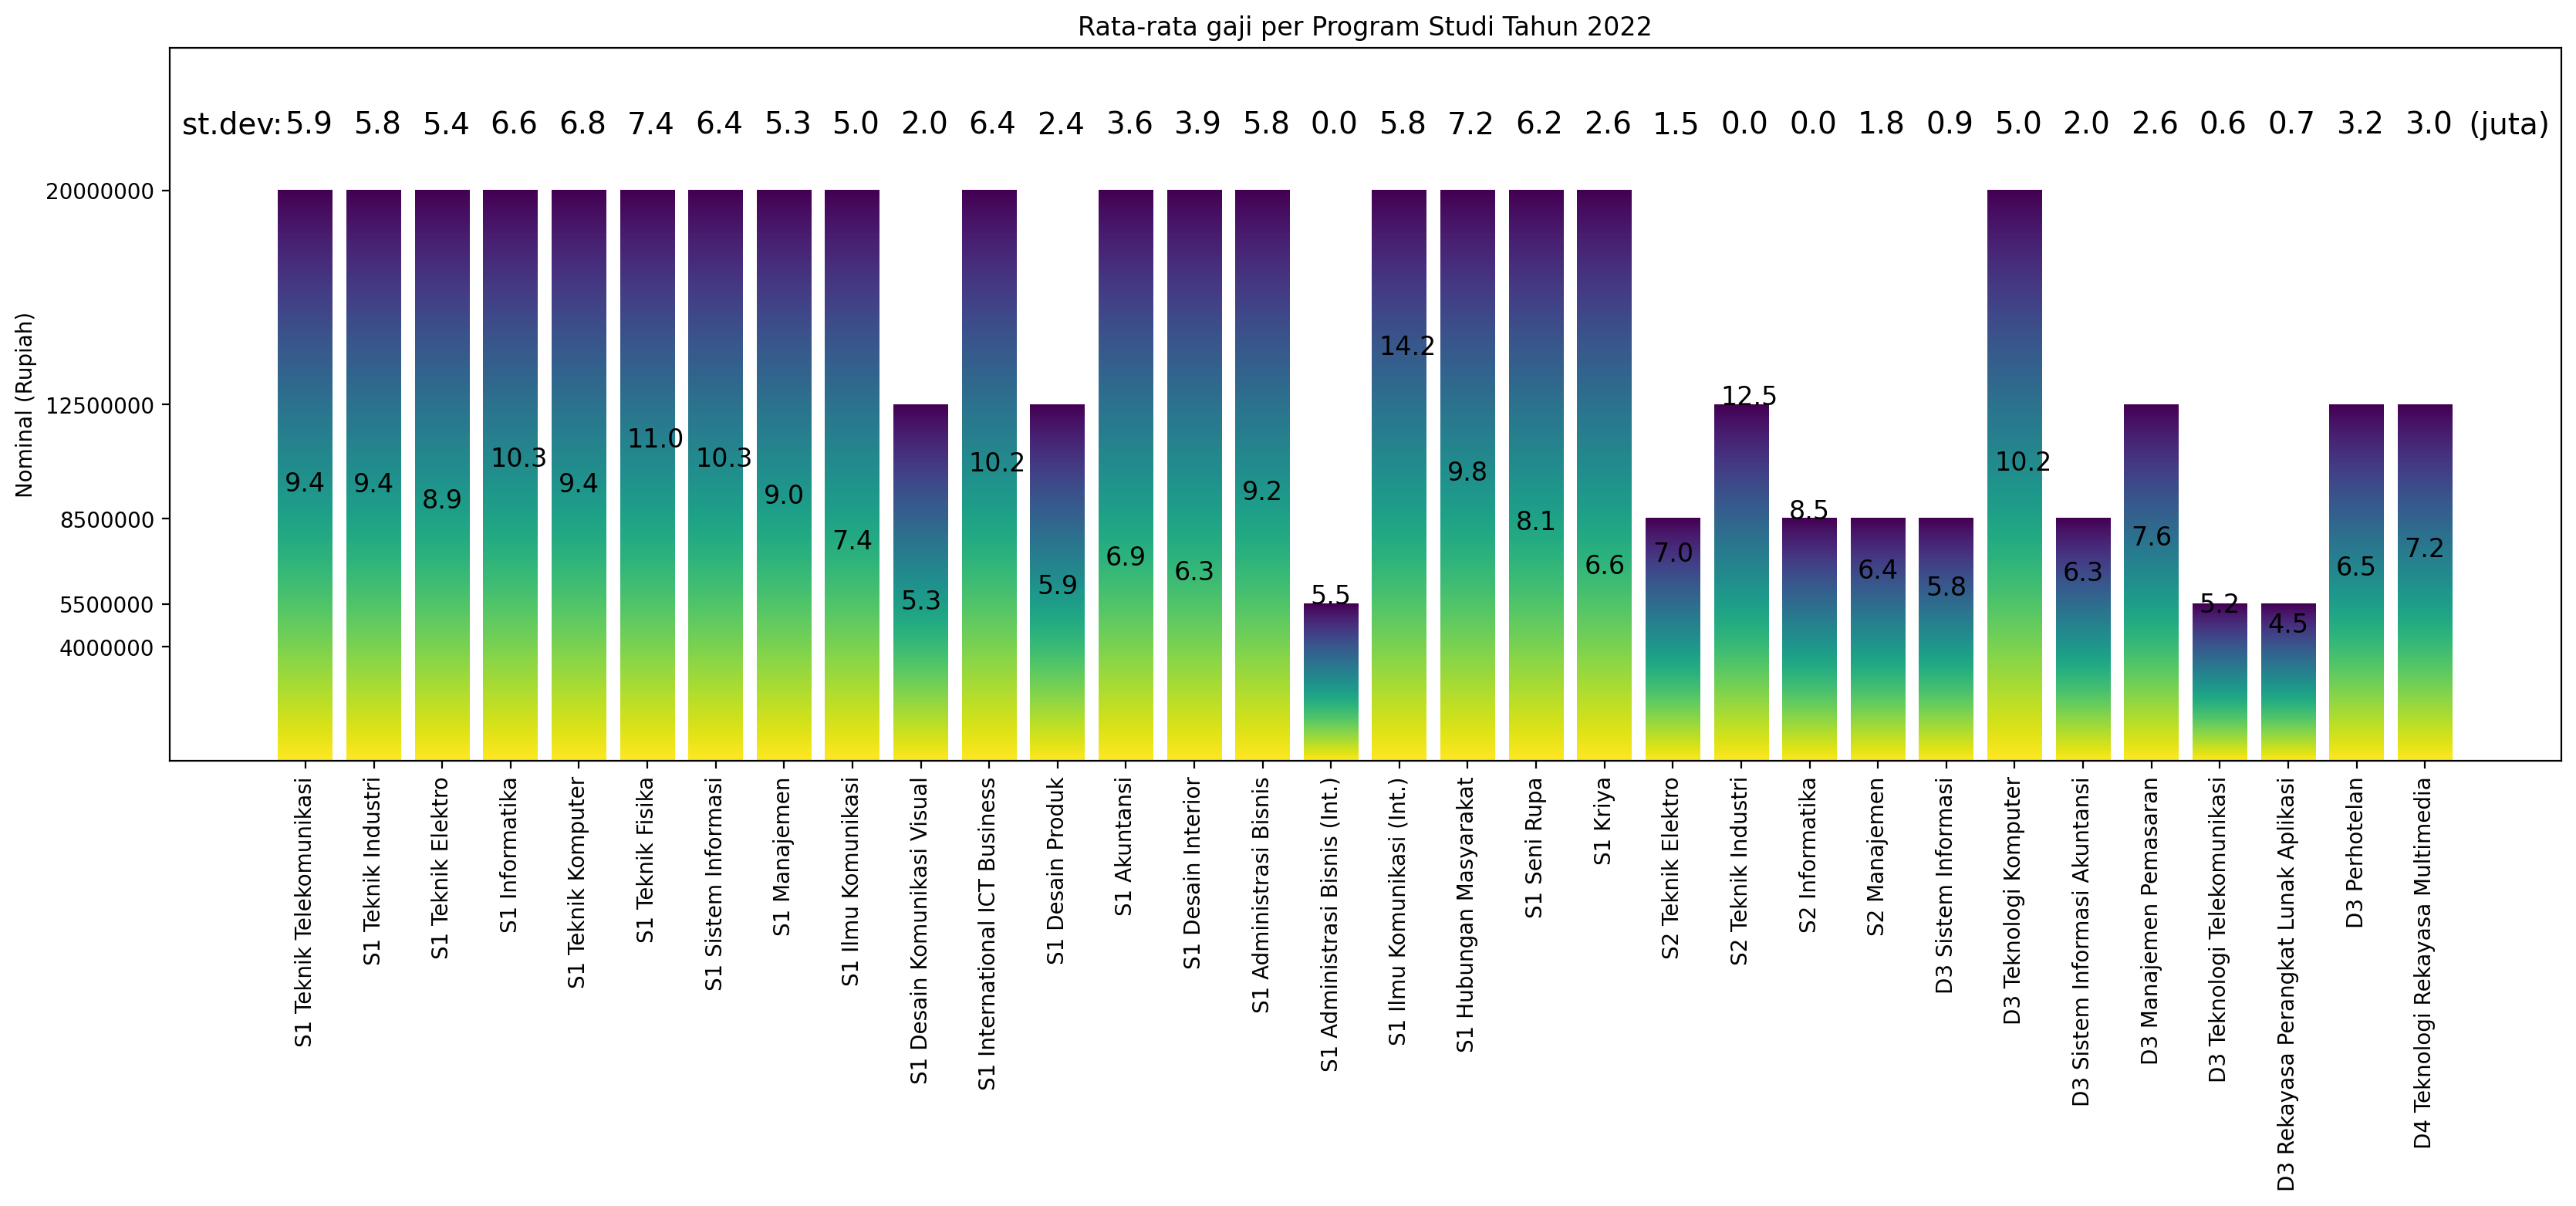 Rata-rata gaji per Program Studi Tahun 2022
st.dev: 5.9 5.8 5.4 6.6 6.8 7.4 6.4 5.3 5.0 2.0 6.4 2.4 3.6 3.9 5.8 0.0 5.8 7.2 6.2 2.6 1.5 0.0 0.0 1.8 0.9 5.0 2.0 2.6 0.6 0.7 3.2 3.0 (juta)
Nominal (Rupiah)
20000000
12500000
8500000
5500000
4000000
9.4
9.4
8.9
10.3
9.4
11.0
10.3
9.0
7.4
5.3
10.2
5.9
6.9
6.3
9.2
5.5
14.2
9.8
8.1
6.6
7.0
12.5
8.5
6.4
5.8
10.2
6.3
7.6
5.2
4.5
6.5
7.2
S1 Teknik Telekomunikasi
S1 Teknik Industri
S1 Teknik Elektro
S1 Informatika
S1 Teknik Komputer
S1 Teknik Fisika
S1 Sistem Informasi
S1 Manajemen
S1 Ilmu Komunikasi
S1 Desain Komunikasi Visual
S1 International ICT Business
S1 Desain Produk
S1 Akuntansi
S1 Desain Interior
S1 Administrasi Bisnis
S1 Administrasi Bisnis (Int.)
S1 Ilmu Komunikasi (Int.)
S1 Hubungan Masyarakat
S1 Seni Rupa
S1 Kriya
S2 Teknik Elektro
S2 Teknik Industri
S2 Informatika
S2 Manajemen
D3 Sistem Informasi
D3 Teknologi Komputer
D3 Sistem Informasi Akuntansi
D3 Manajemen Pemasaran
D3 Teknologi Telekomunikasi
D3 Rekayasa Perangkat Lunak Aplikasi
D3 Perhotelan
D4 Teknologi Rekayasa Multimedia